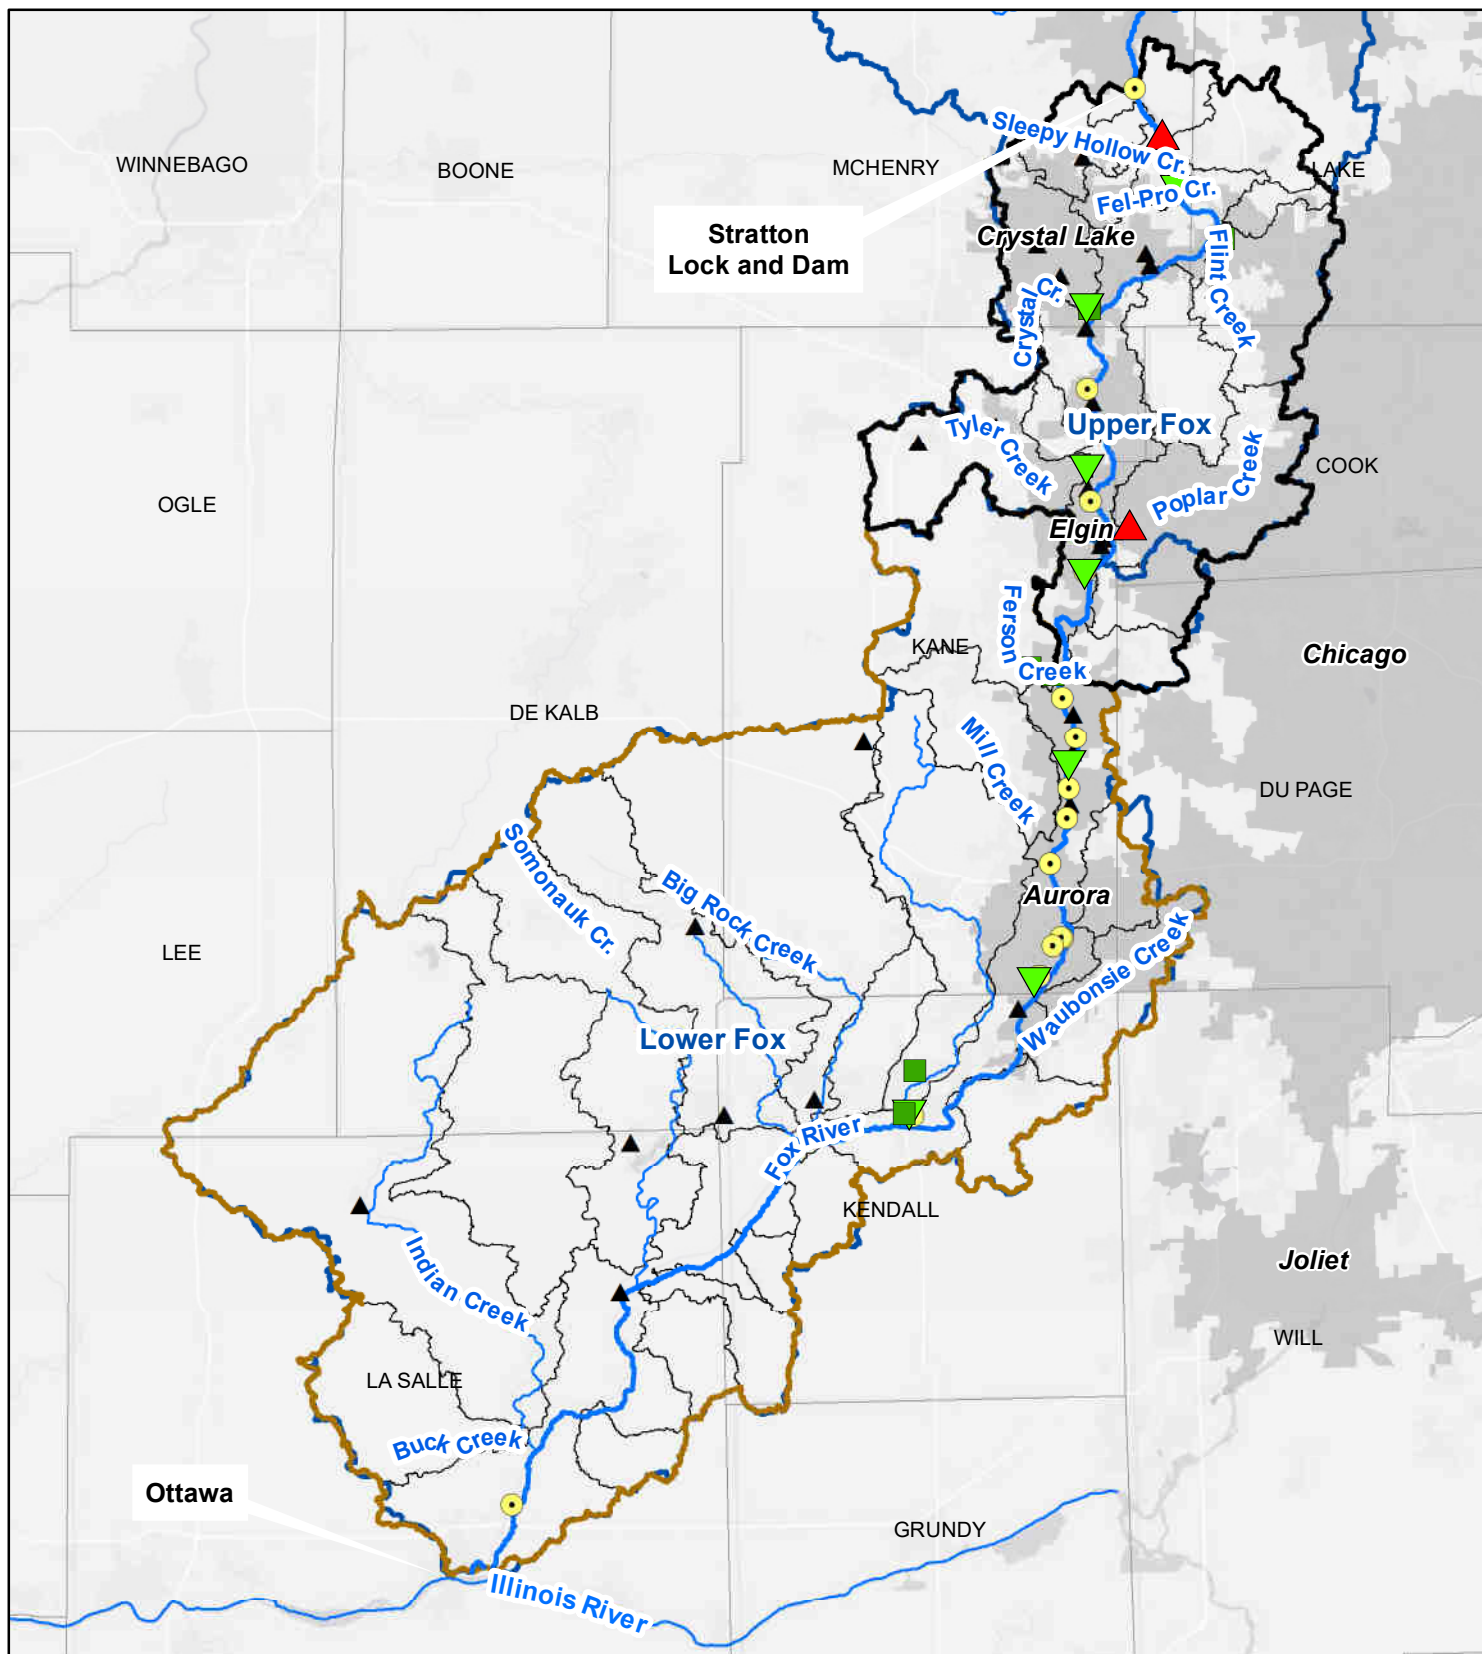 Sleepy Hollow Cr.
WINNEBAGO
BOONE
MCHENRY
LAKE
Fel-Pro Cr.
Stratton
Lock and Dam
Crystal Lake
Flint Creek
Crystal Cr.
Tyler Creek
Upper Fox
Poplar Creek
COOK
OGLE
Elgin
Ferson Creek
KANE
Chicago
DE KALB
Mill Creek
DU PAGE
Somonauk Cr.
Big Rock Creek
Aurora
LEE
Waubonsie Creek
Lower Fox
Fox River
KENDALL
Indian Creek
Joliet
WILL
LA SALLE
Buck Creek
Ottawa
GRUNDY
Illinois River